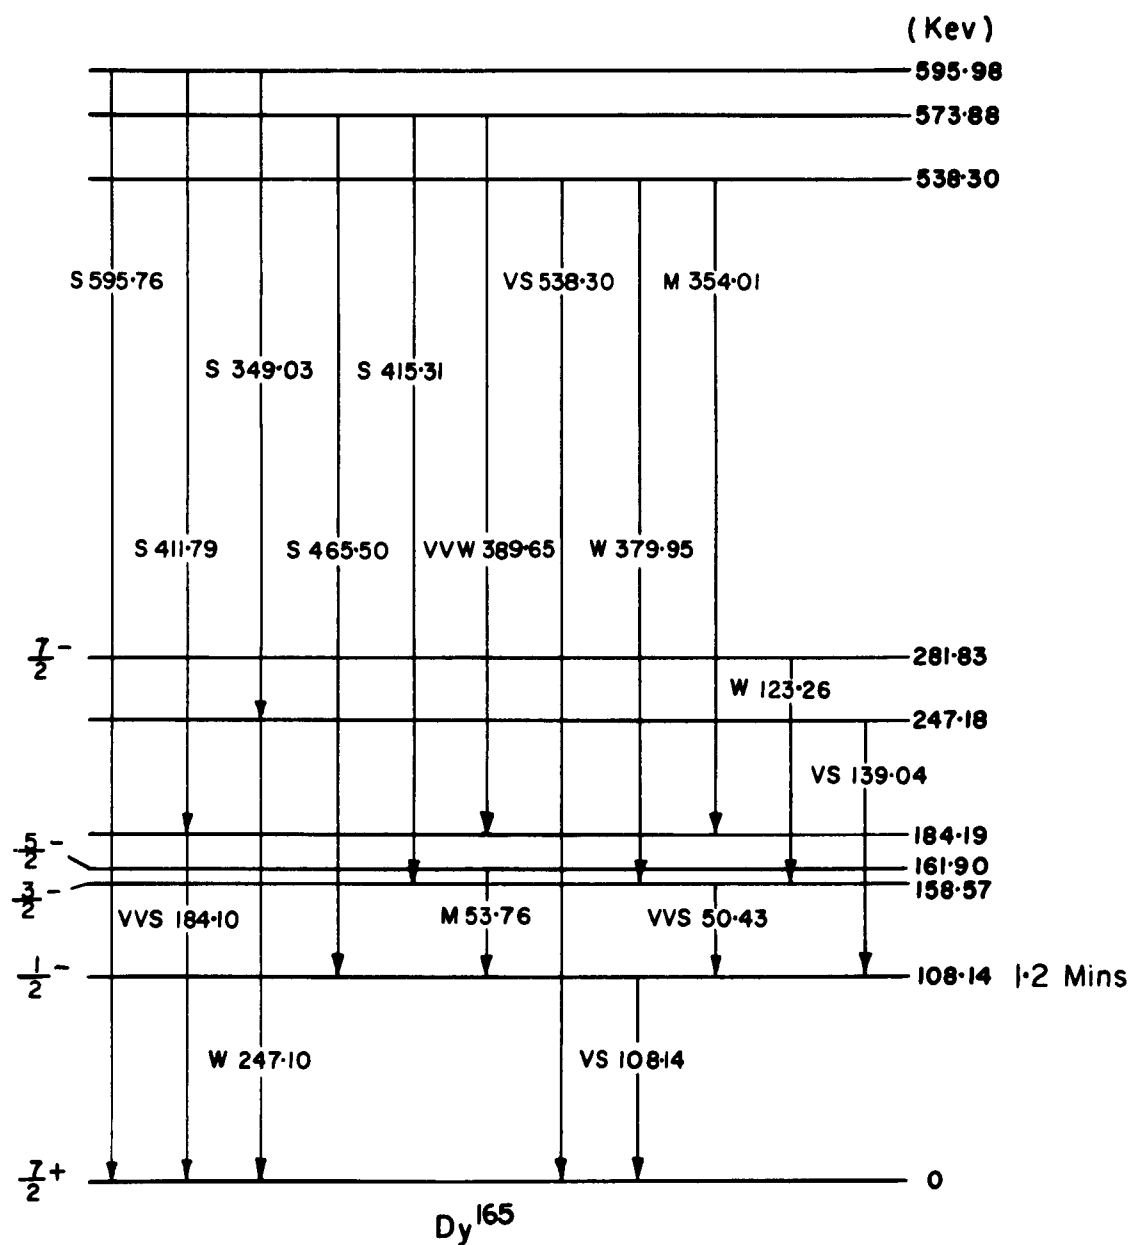 (Kev)
595·98
573·88
538·30
S 595·76
VS 538·30
M 354·01
S 349·03
S 415·31
S 411·79
S 465·50
VVW 389·65
W 379·95
7/2 -
281·83
W 123·26
247·18
VS 139·04
184·19
5/2 -
161·90
3/2 -
158·57
VVS 184·10
M 53·76
VVS 50·43
1/2 -
108·14 1·2 Mins
W 247·10
VS 108·14
7/2 +
0
Dy165